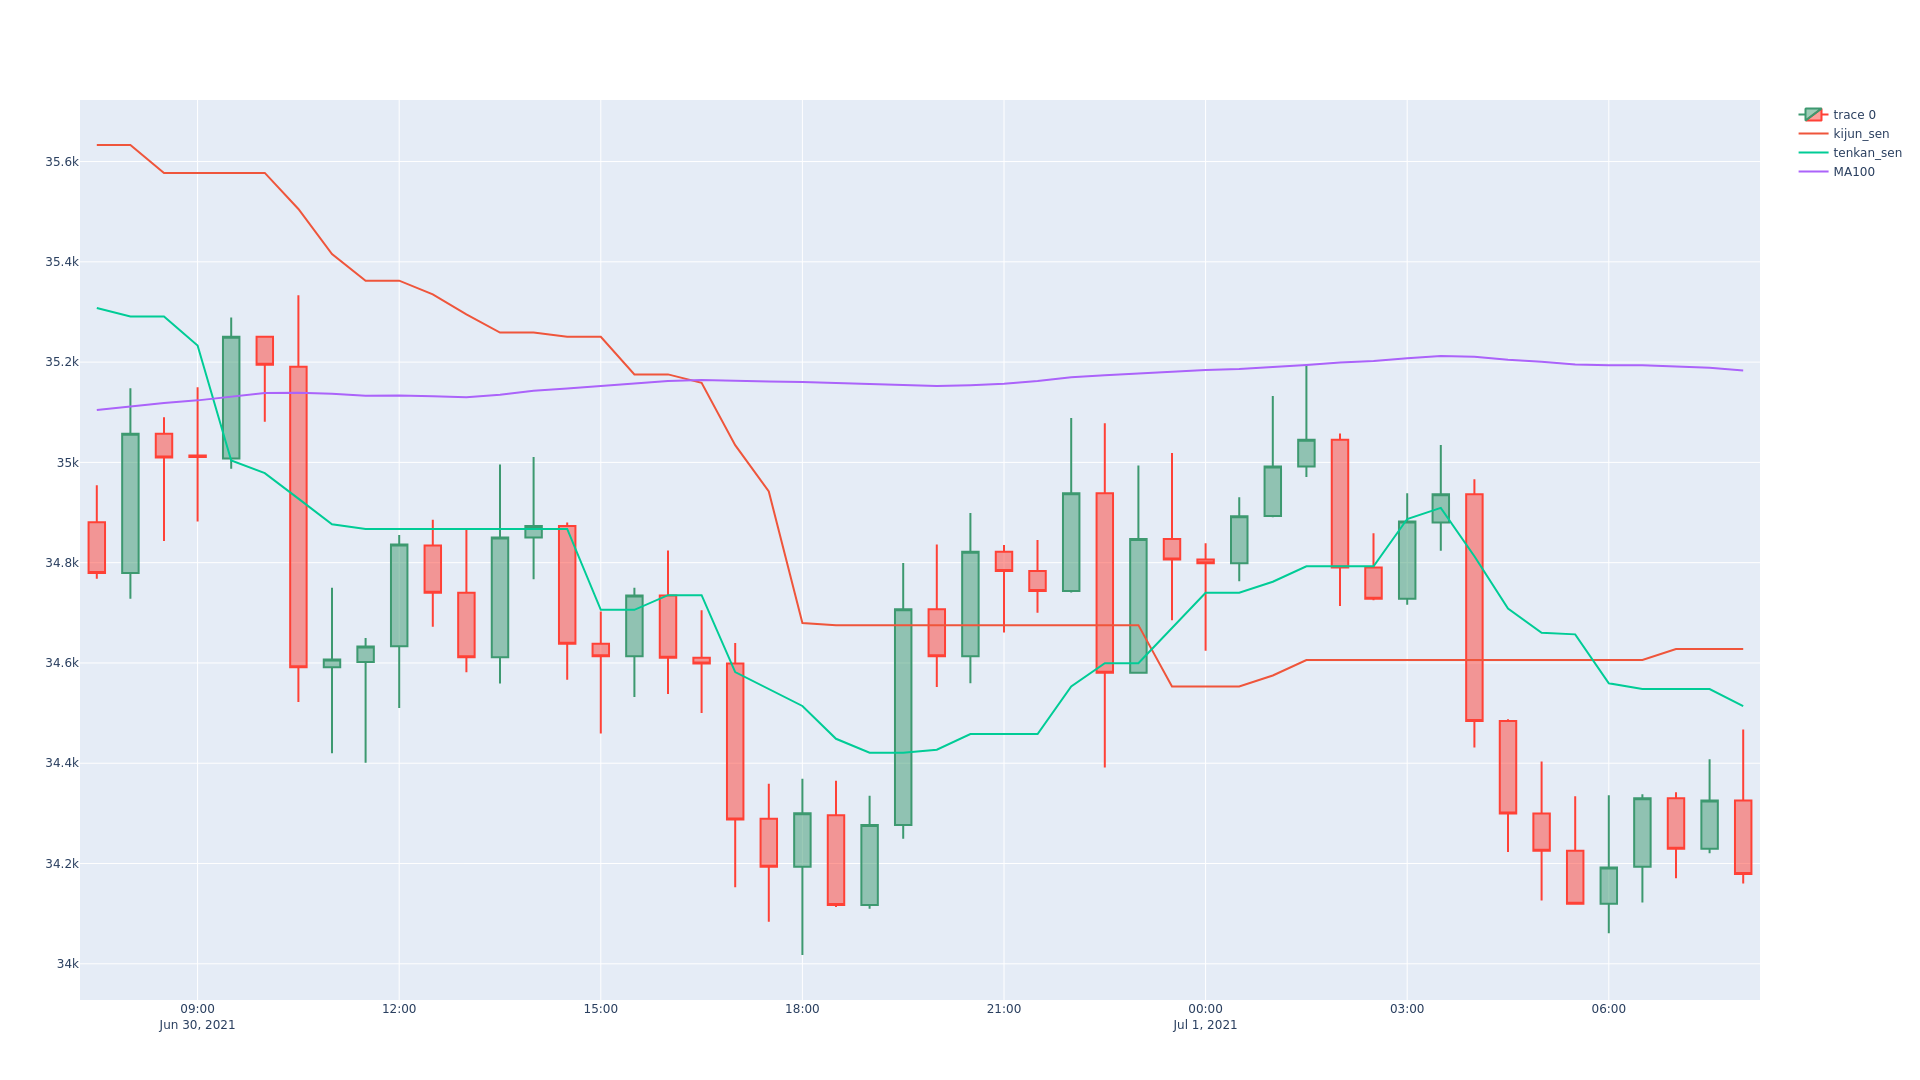 trace 0
kijun_sen
tenkan_sen
MA100
35.6k
35.4k
35.2k
35k
34.8k
34.6k
34.4k
34.2k
34k
09:00 12:00 15:00 18:00 21:00 00:00 03:00 06:00
Jun 30, 2021 Jul 1, 2021